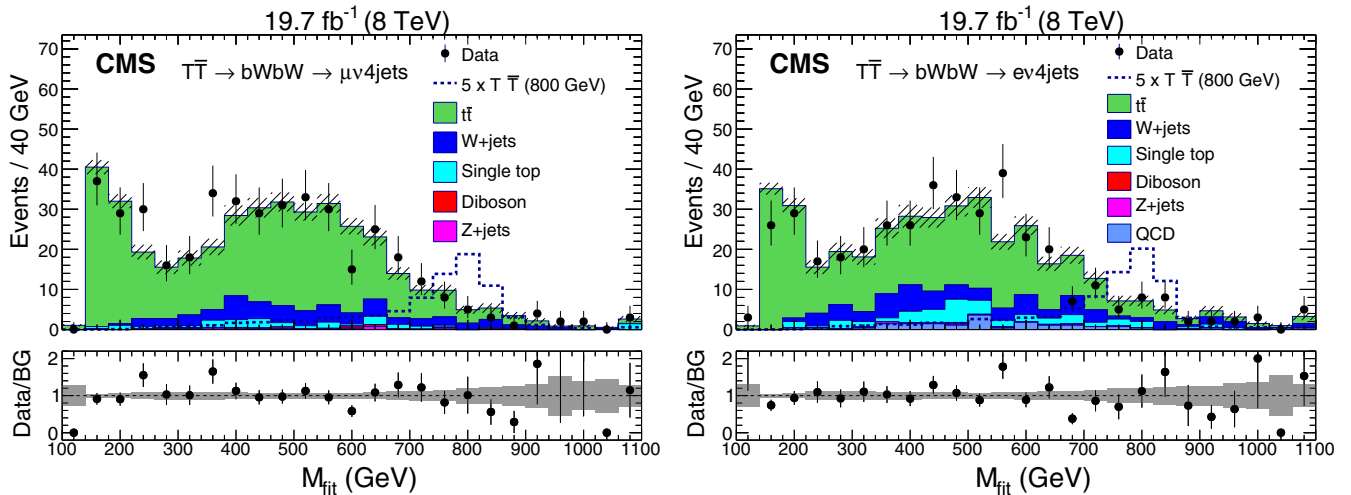 19.7 fb⁻¹ (8 TeV)
CMS
TT̅ → bWbW → μν4jets
Data
5 x T T̅ (800 GeV)
tt̅
W+jets
Single top
Diboson
Z+jets
Events / 40 GeV
70
60
50
40
30
20
10
0
Data/BG
2
1
0
100 200 300 400 500 600 700 800 900 1000 1100
M_fit (GeV)
19.7 fb⁻¹ (8 TeV)
CMS
TT̅ → bWbW → eν4jets
Data
5 x T T̅ (800 GeV)
tt̅
W+jets
Single top
Diboson
Z+jets
QCD
Events / 40 GeV
70
60
50
40
30
20
10
0
Data/BG
2
1
0
100 200 300 400 500 600 700 800 900 1000 1100
M_fit (GeV)